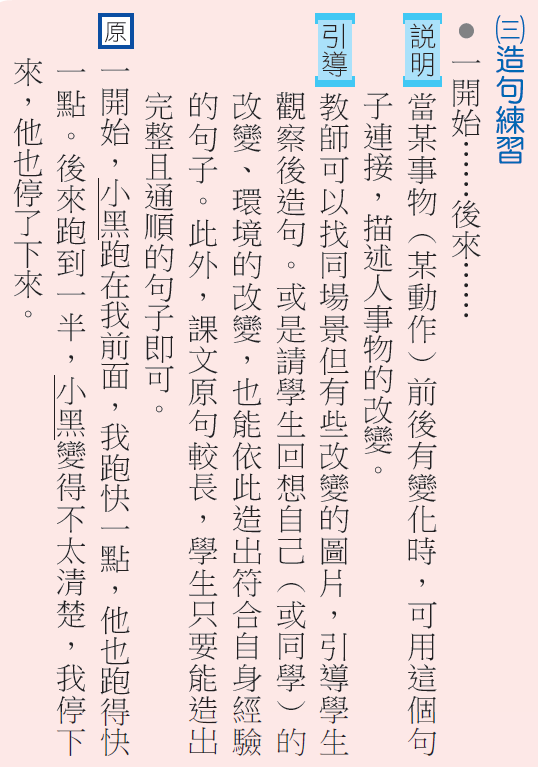 ㈢造句練習
●一開始……後來……
説明 當某事物（某動作）前後有變化時，可用這個句
子連接，描述人事物的改變。
引導 教師可以找同場景但有些改變的圖片，引導學生
觀察後造句。或是請學生回想自己（或同學）的
改變、環境的改變，也能依此造出符合自身經驗
的句子。此外，課文原句較長，學生只要能造出
完整且通順的句子即可。
原 一開始，小黑跑在我前面，我跑快一點，他也跑得快
一點。後來跑到一半，小黑變得不太清楚，我停下
來，他也停了下來。